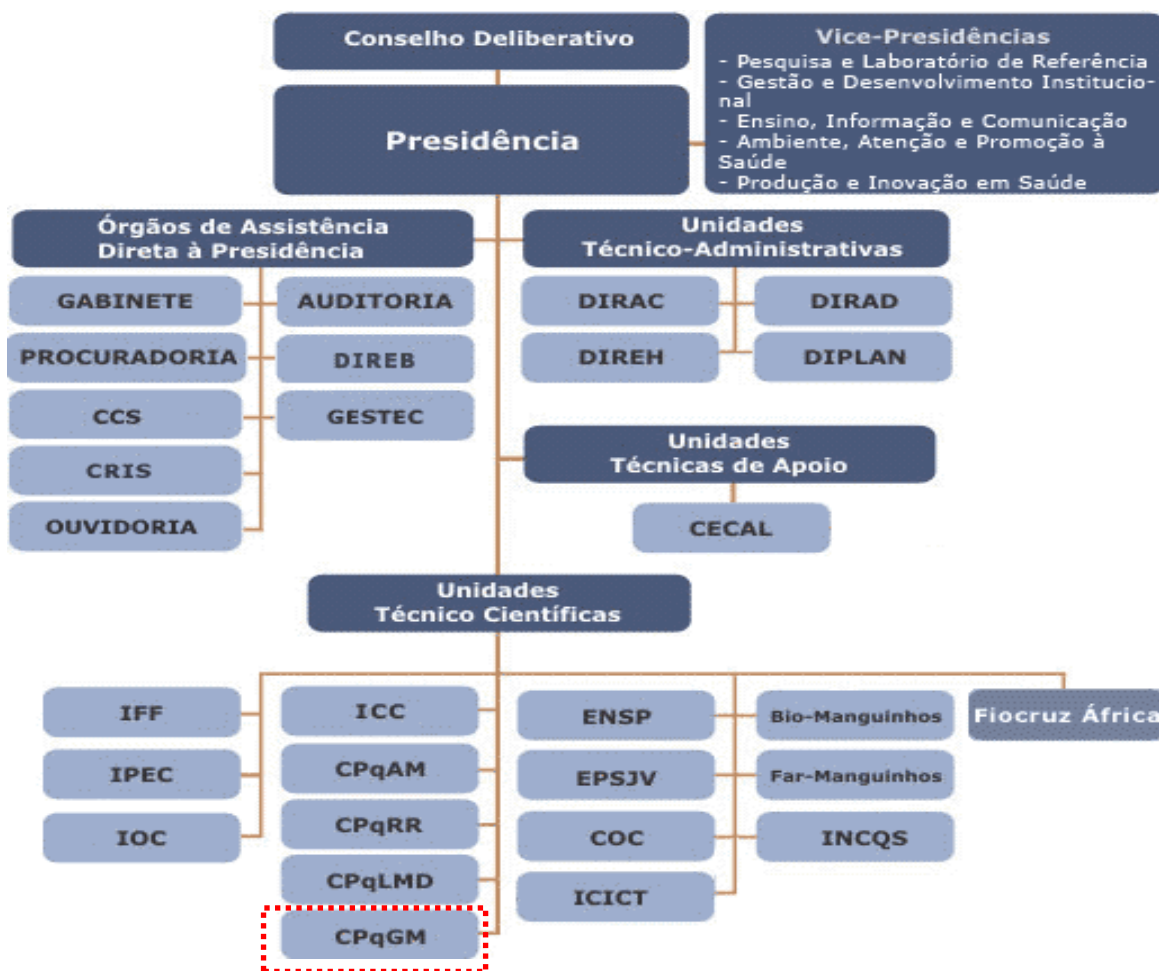 Conselho Deliberativo
Vice-Presidências
- Pesquisa e Laboratório de Referência
- Gestão e Desenvolvimento Institucio-
nal
- Ensino, Informação e Comunicação
- Ambiente, Atenção e Promoção à
Saúde
- Produção e Inovação em Saúde
Presidência
Órgãos de Assistência
Direta à Presidência
GABINETE
AUDITORIA
PROCURADORIA
DIREB
CCS
GESTEC
CRIS
OUVIDORIA
Unidades
Técnico-Administrativas
DIRAC
DIRAD
DIREH
DIPLAN
Unidades
Técnicas de Apoio
CECAL
Unidades
Técnico Científicas
IFF
IPEC
IOC
ICC
CPqAM
CPqRR
CPqLMD
CPqGM
ENSP
EPSJV
COC
ICICT
Bio-Manguinhos
Far-Manguinhos
INCQS
Fiocruz África